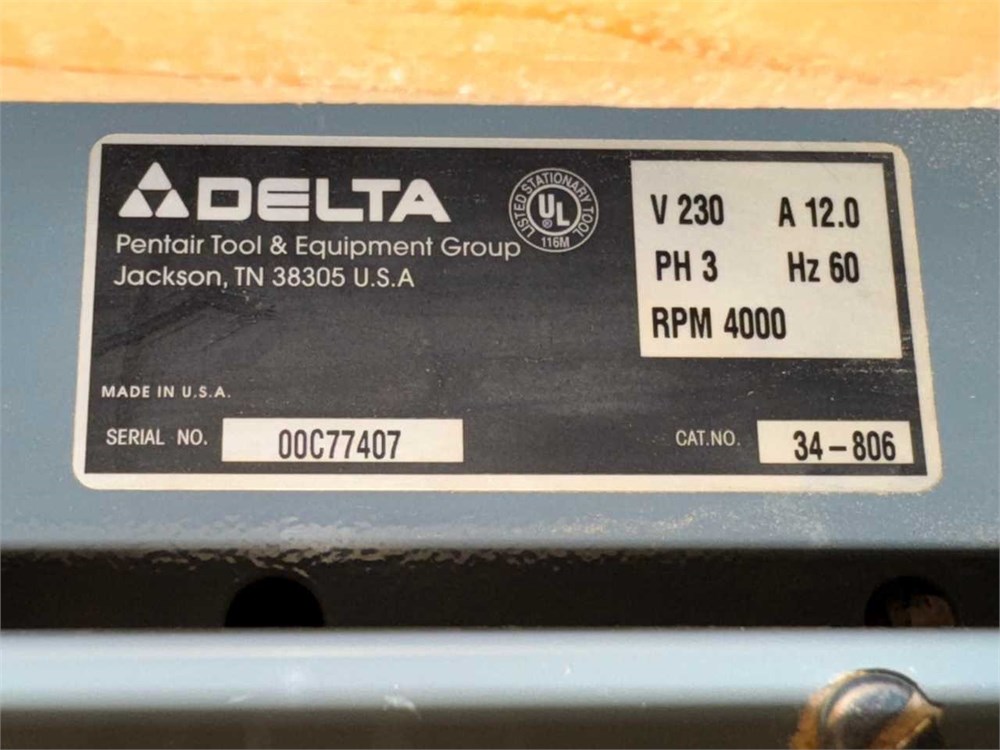 DELTA
Pentair Tool & Equipment Group
Jackson, TN 38305 U.S.A
LISTED STATIONARY TOOL
UL
®
116M
V 230 A 12.0
PH 3 Hz 60
RPM 4000
MADE IN U.S.A.
SERIAL NO. 00C77407
CAT.NO. 34-806